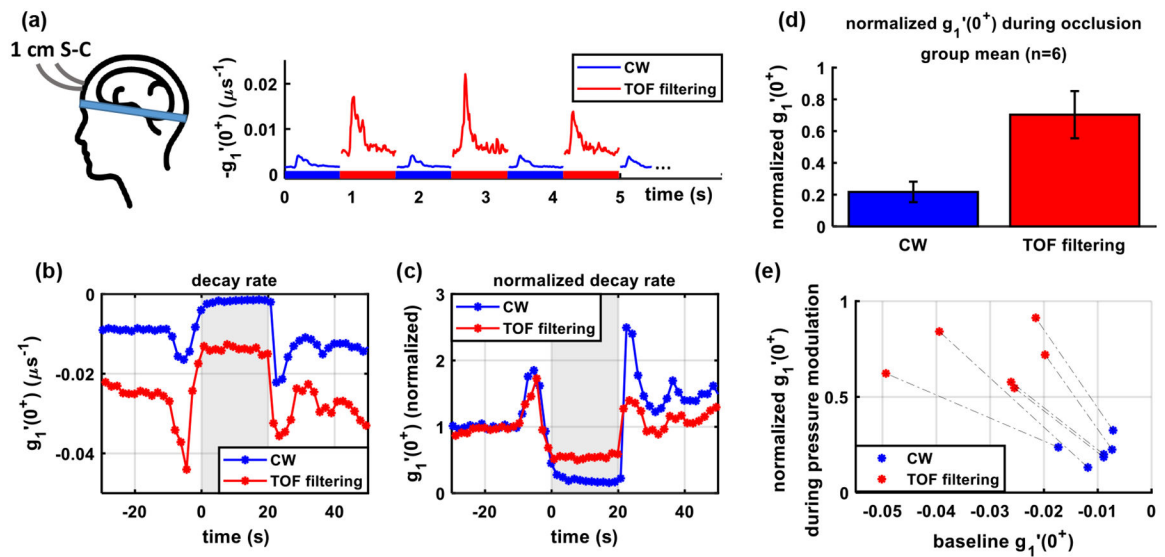 (a)
1 cm S-C
-g₁'(0⁺) (μs⁻¹)
0.02
0.01
0
0 1 2 3 4 5 time (s)
CW
TOF filtering
...
(b)
decay rate
g₁'(0⁺) (μs⁻¹)
0
-0.02
-0.04
-20 0 20 40
time (s)
CW
TOF filtering
(c)
normalized decay rate
g₁'(0⁺) (normalized)
3
2
1
0
-20 0 20 40
time (s)
CW
TOF filtering
(d)
normalized g₁'(0⁺) during occlusion
group mean (n=6)
normalized g₁'(0⁺)
1
0.8
0.6
0.4
0.2
0
CW TOF filtering
(e)
normalized g₁'(0⁺)
during pressure modulation
1
0.5
0
-0.05 -0.04 -0.03 -0.02 -0.01
baseline g₁'(0⁺)
CW
TOF filtering